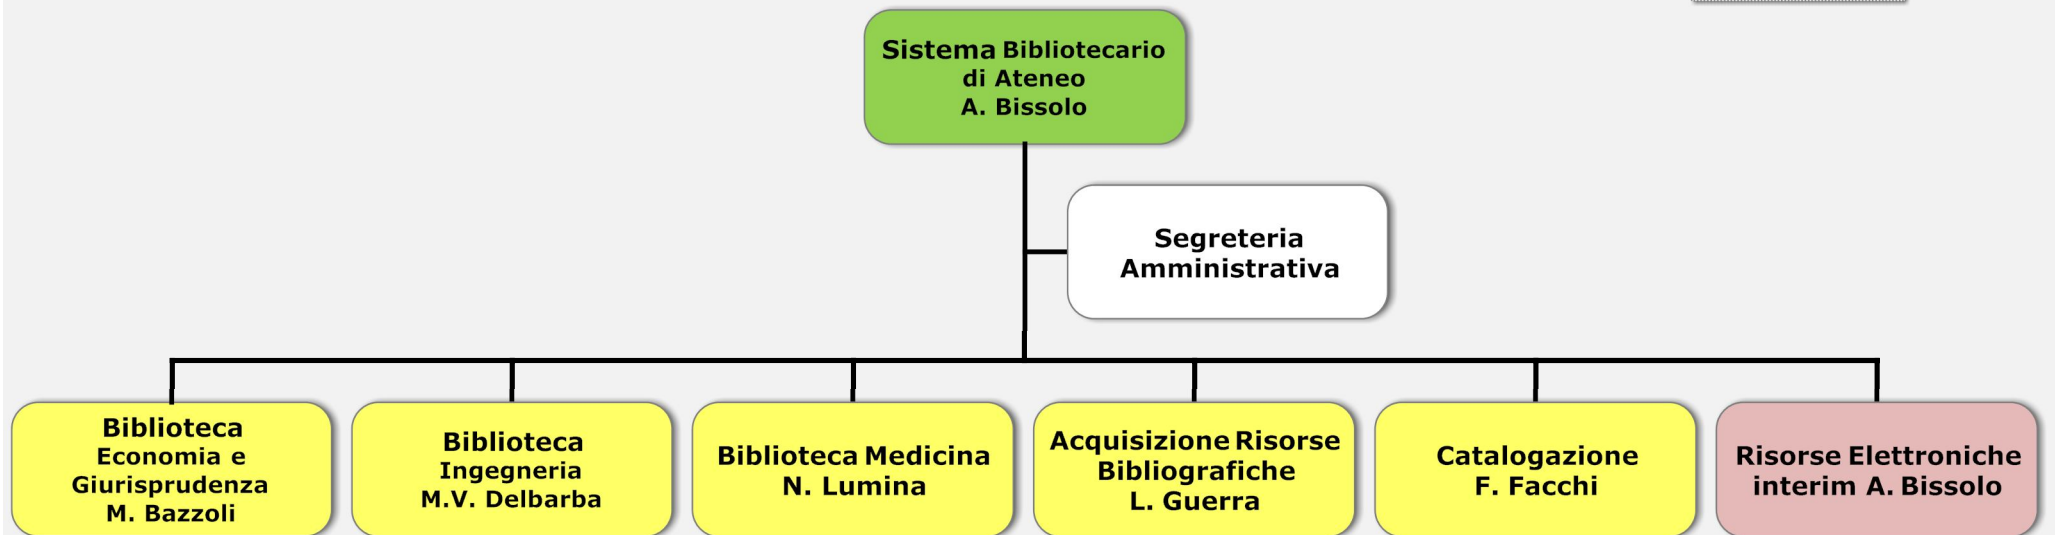 Sistema Bibliotecario
di Ateneo
A. Bissolo
Segreteria
Amministrativa
Biblioteca
Economia e
Giurisprudenza
M. Bazzoli
Biblioteca
Ingegneria
M.V. Delbarba
Biblioteca Medicina
N. Lumina
Acquisizione Risorse
Bibliografiche
L. Guerra
Catalogazione
F. Facchi
Risorse Elettroniche
interim A. Bissolo